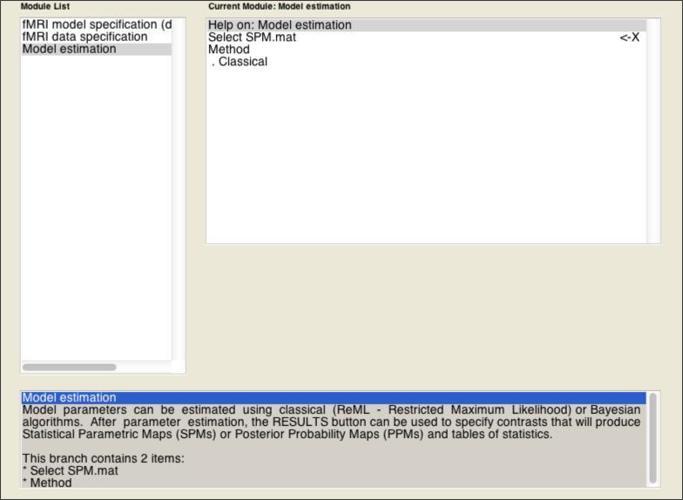 Module List
Current Module: Model estimation
fMRI model specification (d
fMRI data specification
Model estimation
Help on: Model estimation
Select SPM.mat <-X
Method
. Classical
Model estimation
Model parameters can be estimated using classical (ReML - Restricted Maximum Likelihood) or Bayesian
algorithms. After parameter estimation, the RESULTS button can be used to specify contrasts that will produce
Statistical Parametric Maps (SPMs) or Posterior Probability Maps (PPMs) and tables of statistics.
This branch contains 2 items:
* Select SPM.mat
* Method